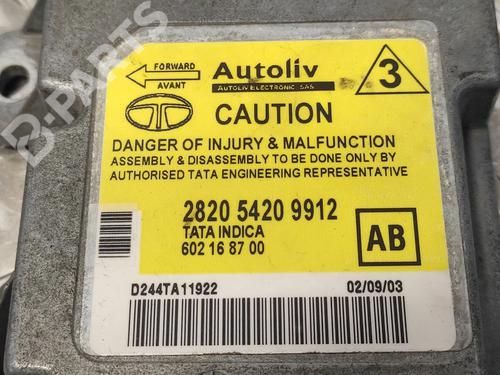 FORWARD
AVANT
Autoliv
AUTOLIV ELECTRONIC SAS
3
CAUTION
DANGER OF INJURY & MALFUNCTION
ASSEMBLY & DISASSEMBLY TO BE DONE ONLY BY
AUTHORISED TATA ENGINEERING REPRESENTATIVE
2820 5420 9912
TATA INDICA
602 16 87 00
AB
D244TA11922
02/09/03
B-PARTS
B-PARTS